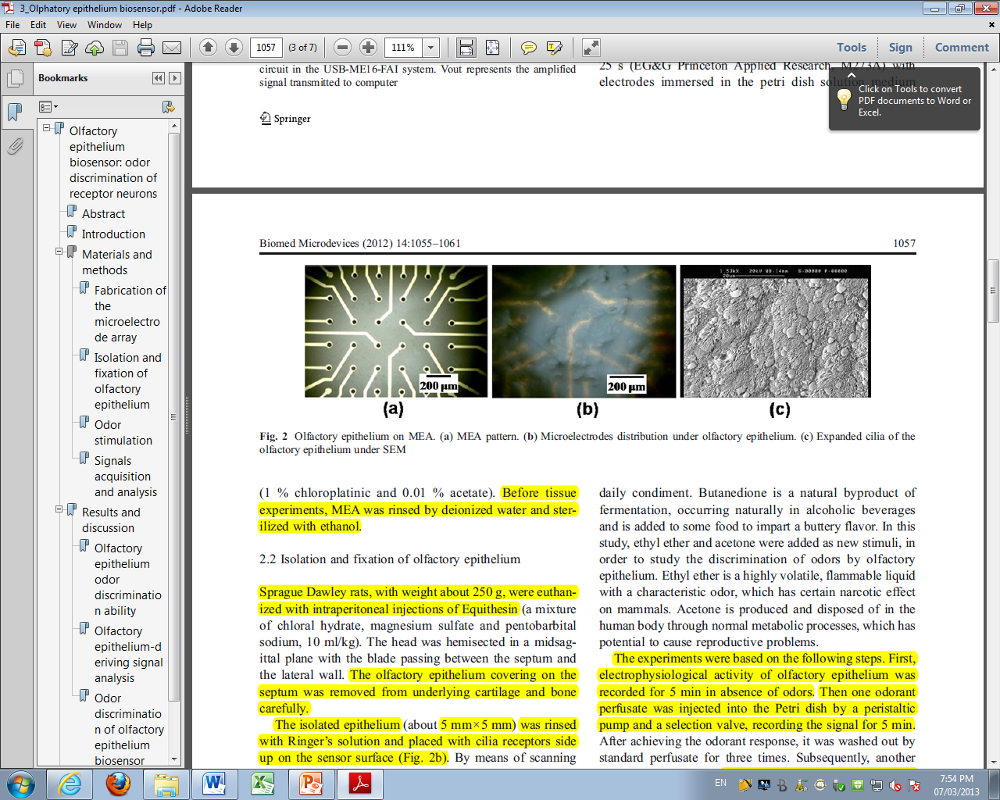 3_Olphatory epithelium biosensor.pdf - Adobe Reader
File Edit View Window Help
1057 (3 of 7) 111% Tools Sign Comment
Bookmarks
Olfactory
epithelium
biosensor: odor
discrimination of
receptor neurons
Abstract
Introduction
Materials and
methods
Fabrication of
the
microelectro
de array
Isolation and
fixation of
olfactory
epithelium
Odor
stimulation
Signals
acquisition
and analysis
Results and
discussion
Olfactory
epithelium
odor
discriminatio
n ability
Olfactory
epithelium-d
eriving signal
analysis
Odor
discriminatio
n of olfactory
epithelium
biosensor
circuit in the USB-ME16-FAI system. Vout represents the amplified
signal transmitted to computer
Springer
25 s (EG&G Princeton Applied Research, M273A) with
electrodes immersed in the petri dish solution medium
Click on Tools to convert
PDF documents to Word or
Excel.
Biomed Microdevices (2012) 14:1055–1061 1057
200 µm
200 µm
1.53kX 20kV WD:14mm S:00000 P:00000
20um
(a) (b) (c)
Fig. 2 Olfactory epithelium on MEA. (a) MEA pattern. (b) Microelectrodes distribution under olfactory epithelium. (c) Expanded cilia of the
olfactory epithelium under SEM
(1 % chloroplatinic and 0.01 % acetate). Before tissue
experiments, MEA was rinsed by deionized water and ster-
ilized with ethanol.
2.2 Isolation and fixation of olfactory epithelium
Sprague Dawley rats, with weight about 250 g, were euthan-
ized with intraperitoneal injections of Equithesin (a mixture
of chloral hydrate, magnesium sulfate and pentobarbital
sodium, 10 ml/kg). The head was hemisected in a midsag-
ittal plane with the blade passing between the septum and
the lateral wall. The olfactory epithelium covering on the
septum was removed from underlying cartilage and bone
carefully.
The isolated epithelium (about 5 mm×5 mm) was rinsed
with Ringer's solution and placed with cilia receptors side
up on the sensor surface (Fig. 2b). By means of scanning
daily condiment. Butanedione is a natural byproduct of
fermentation, occurring naturally in alcoholic beverages
and is added to some food to impart a buttery flavor. In this
study, ethyl ether and acetone were added as new stimuli, in
order to study the discrimination of odors by olfactory
epithelium. Ethyl ether is a highly volatile, flammable liquid
with a characteristic odor, which has certain narcotic effect
on mammals. Acetone is produced and disposed of in the
human body through normal metabolic processes, which has
potential to cause reproductive problems.
The experiments were based on the following steps. First,
electrophysiological activity of olfactory epithelium was
recorded for 5 min in absence of odors. Then one odorant
perfusate was injected into the Petri dish by a peristaltic
pump and a selection valve, recording the signal for 5 min.
After achieving the odorant response, it was washed out by
standard perfusate for three times. Subsequently, another
EN 7:54 PM
07/03/2013